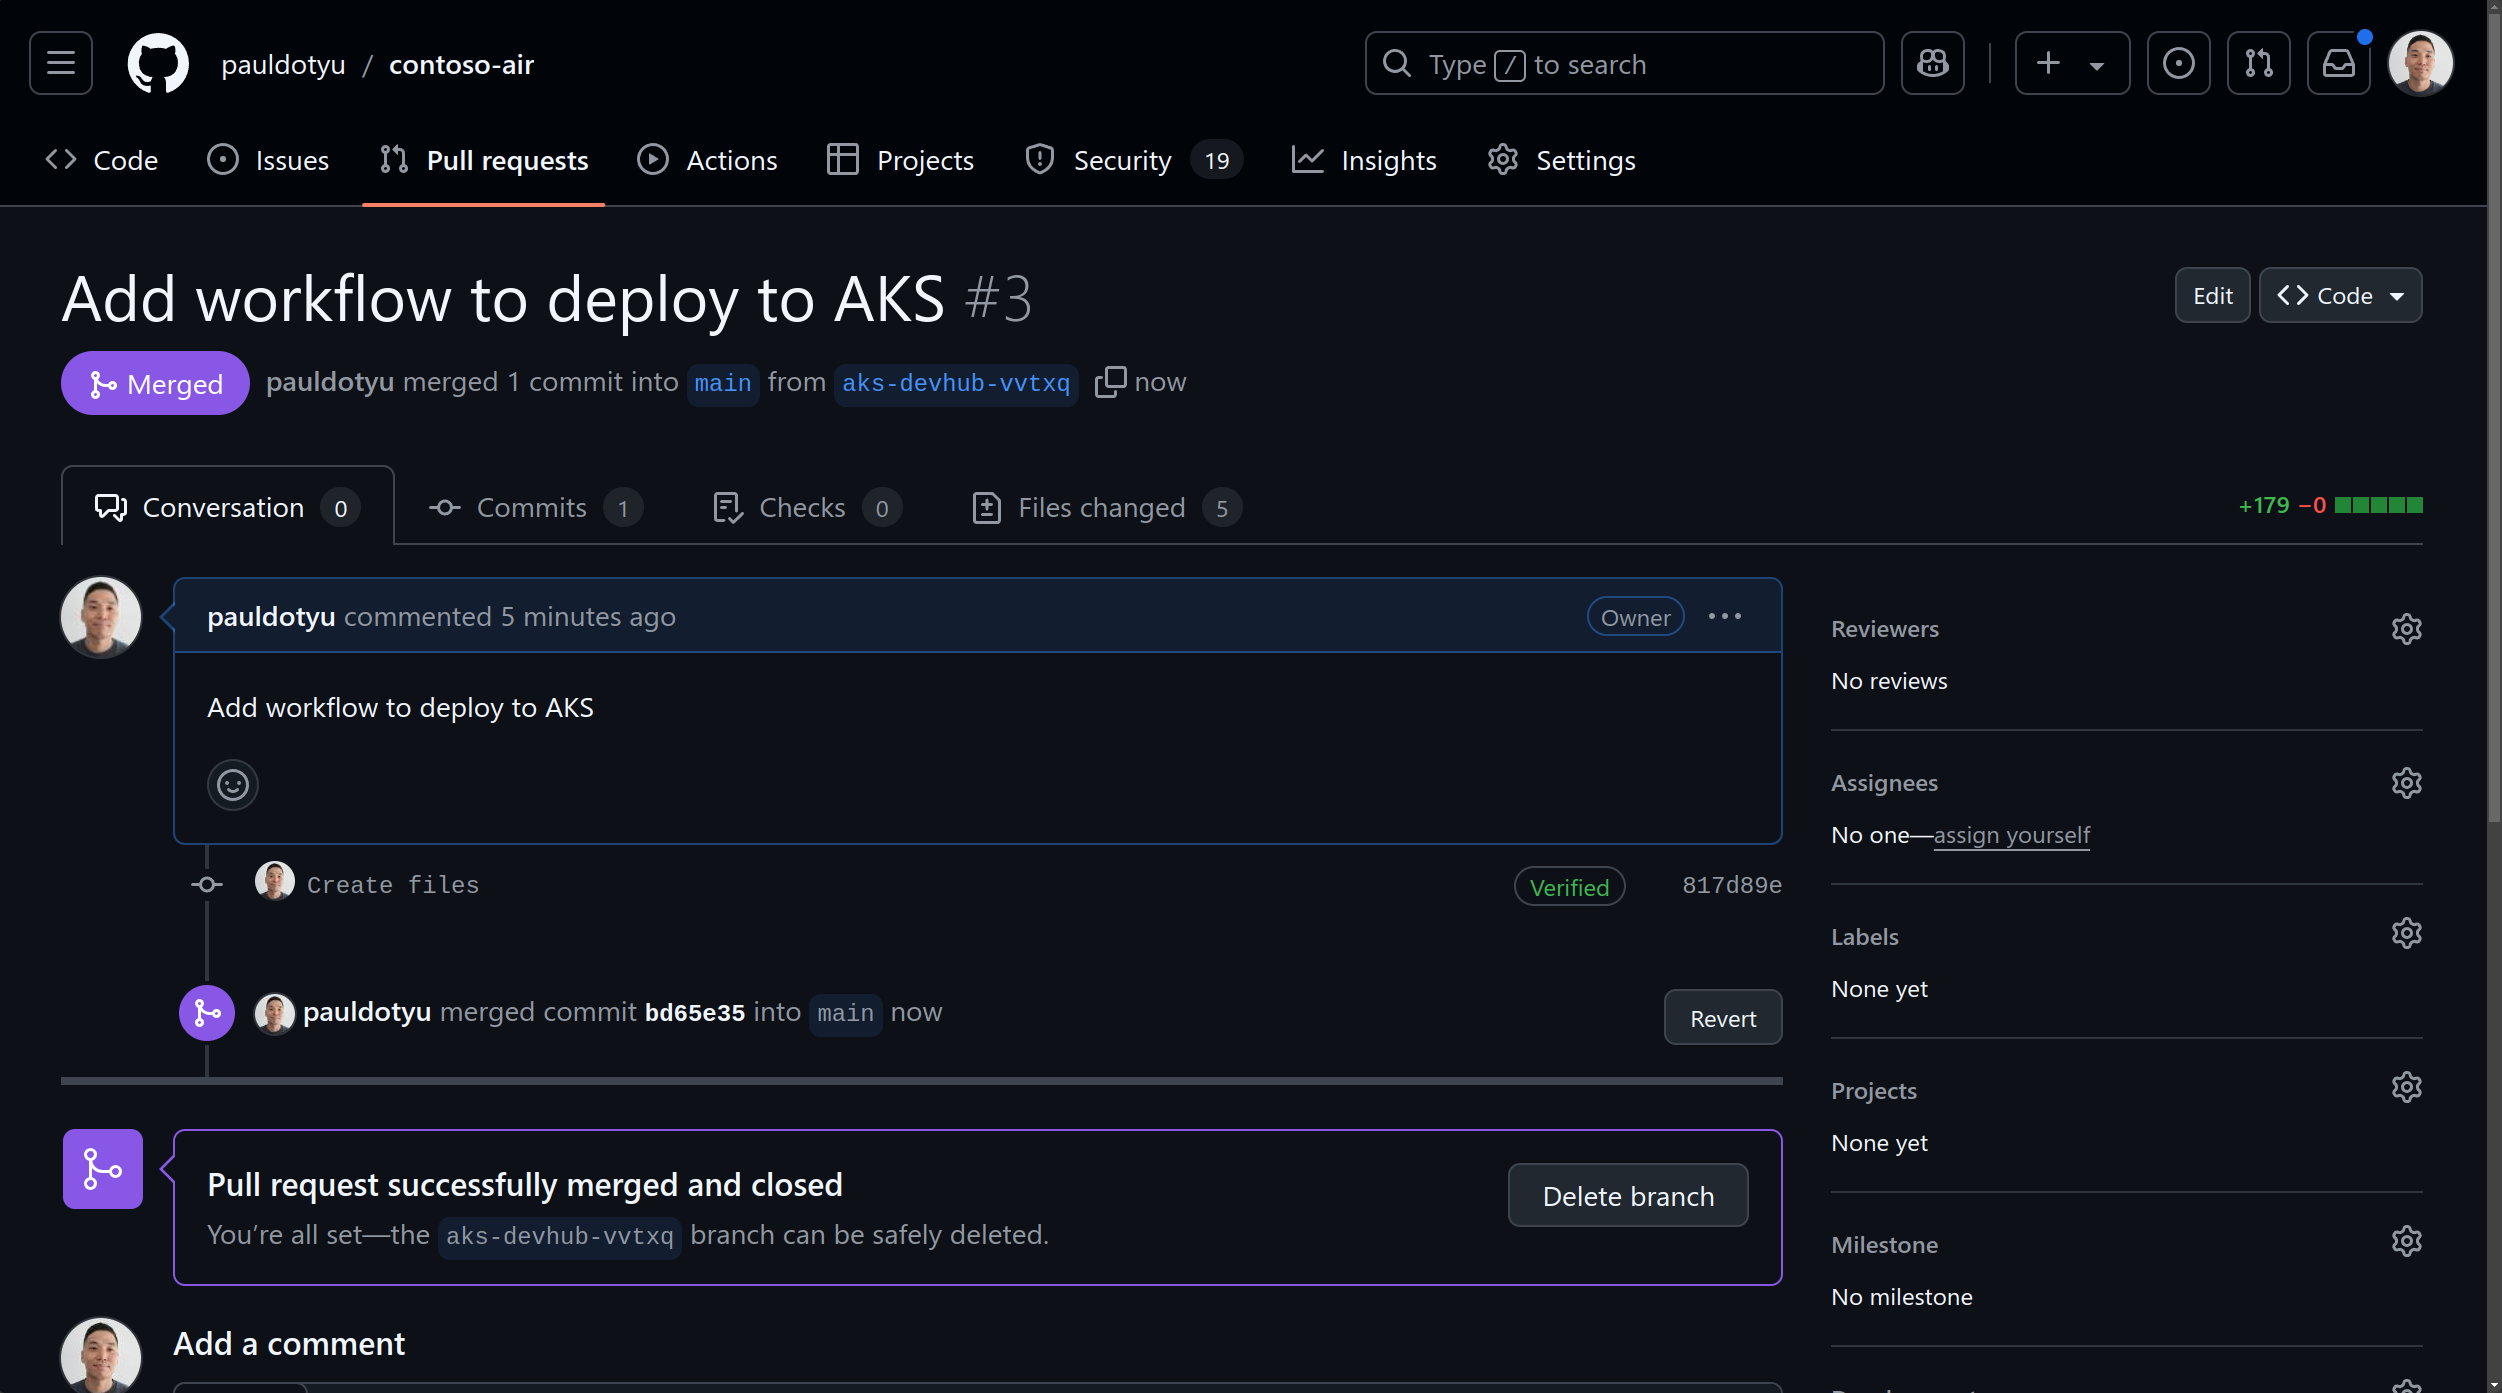 pauldotyu / contoso-air
Type / to search
Code
Issues
Pull requests
Actions
Projects
Security 19
Insights
Settings
Add workflow to deploy to AKS #3
Edit
Code
Merged
pauldotyu merged 1 commit into main from aks-devhub-vvtxq now
Conversation 0
Commits 1
Checks 0
Files changed 5
+179 −0
pauldotyu commented 5 minutes ago
Owner
Add workflow to deploy to AKS
Create files
Verified
817d89e
pauldotyu merged commit bd65e35 into main now
Revert
Pull request successfully merged and closed
You’re all set—the aks-devhub-vvtxq branch can be safely deleted.
Delete branch
Add a comment
Reviewers
No reviews
Assignees
No one—assign yourself
Labels
None yet
Projects
None yet
Milestone
No milestone